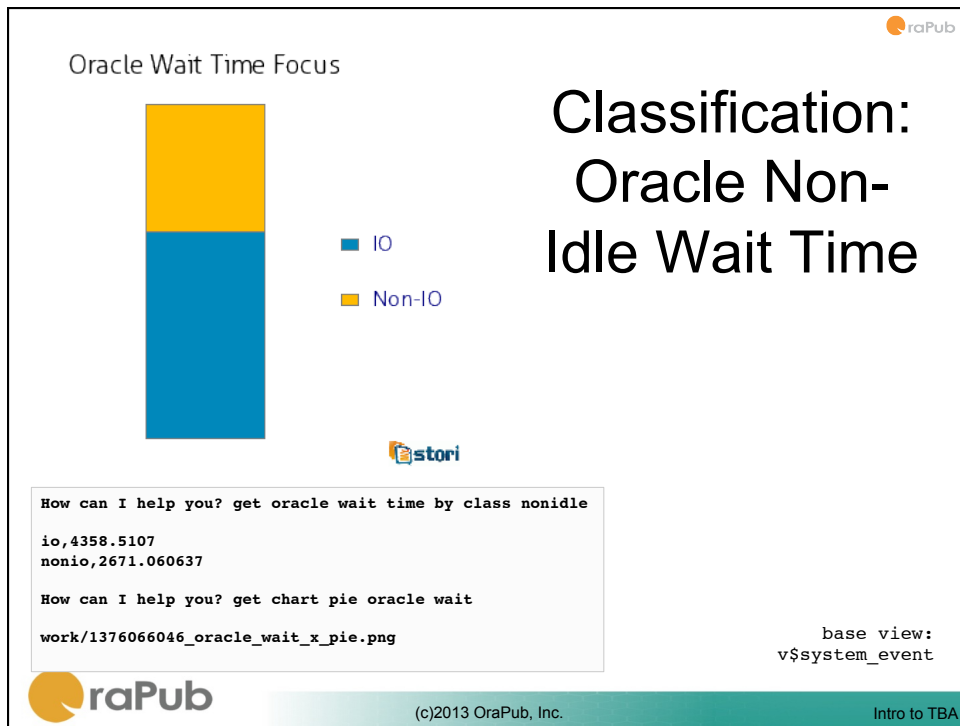 raPub
Oracle Wait Time Focus
Classification:
Oracle Non-
Idle Wait Time
IO
Non-IO
stori
How can I help you? get oracle wait time by class nonidle
io,4358.5107
nonio,2671.060637
How can I help you? get chart pie oracle wait
work/1376066046_oracle_wait_x_pie.png
base view:
v$system_event
raPub
(c)2013 OraPub, Inc.
Intro to TBA